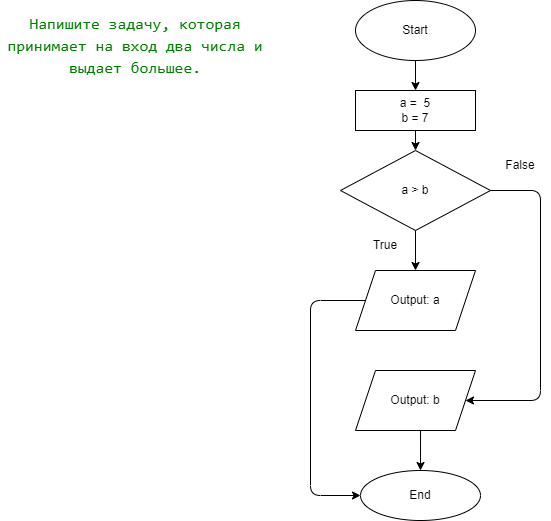 Напишите задачу, которая
принимает на вход два числа и
выдает большее.
Start
a =  5
b = 7
a > b
False
True
Output: a
Output: b
End